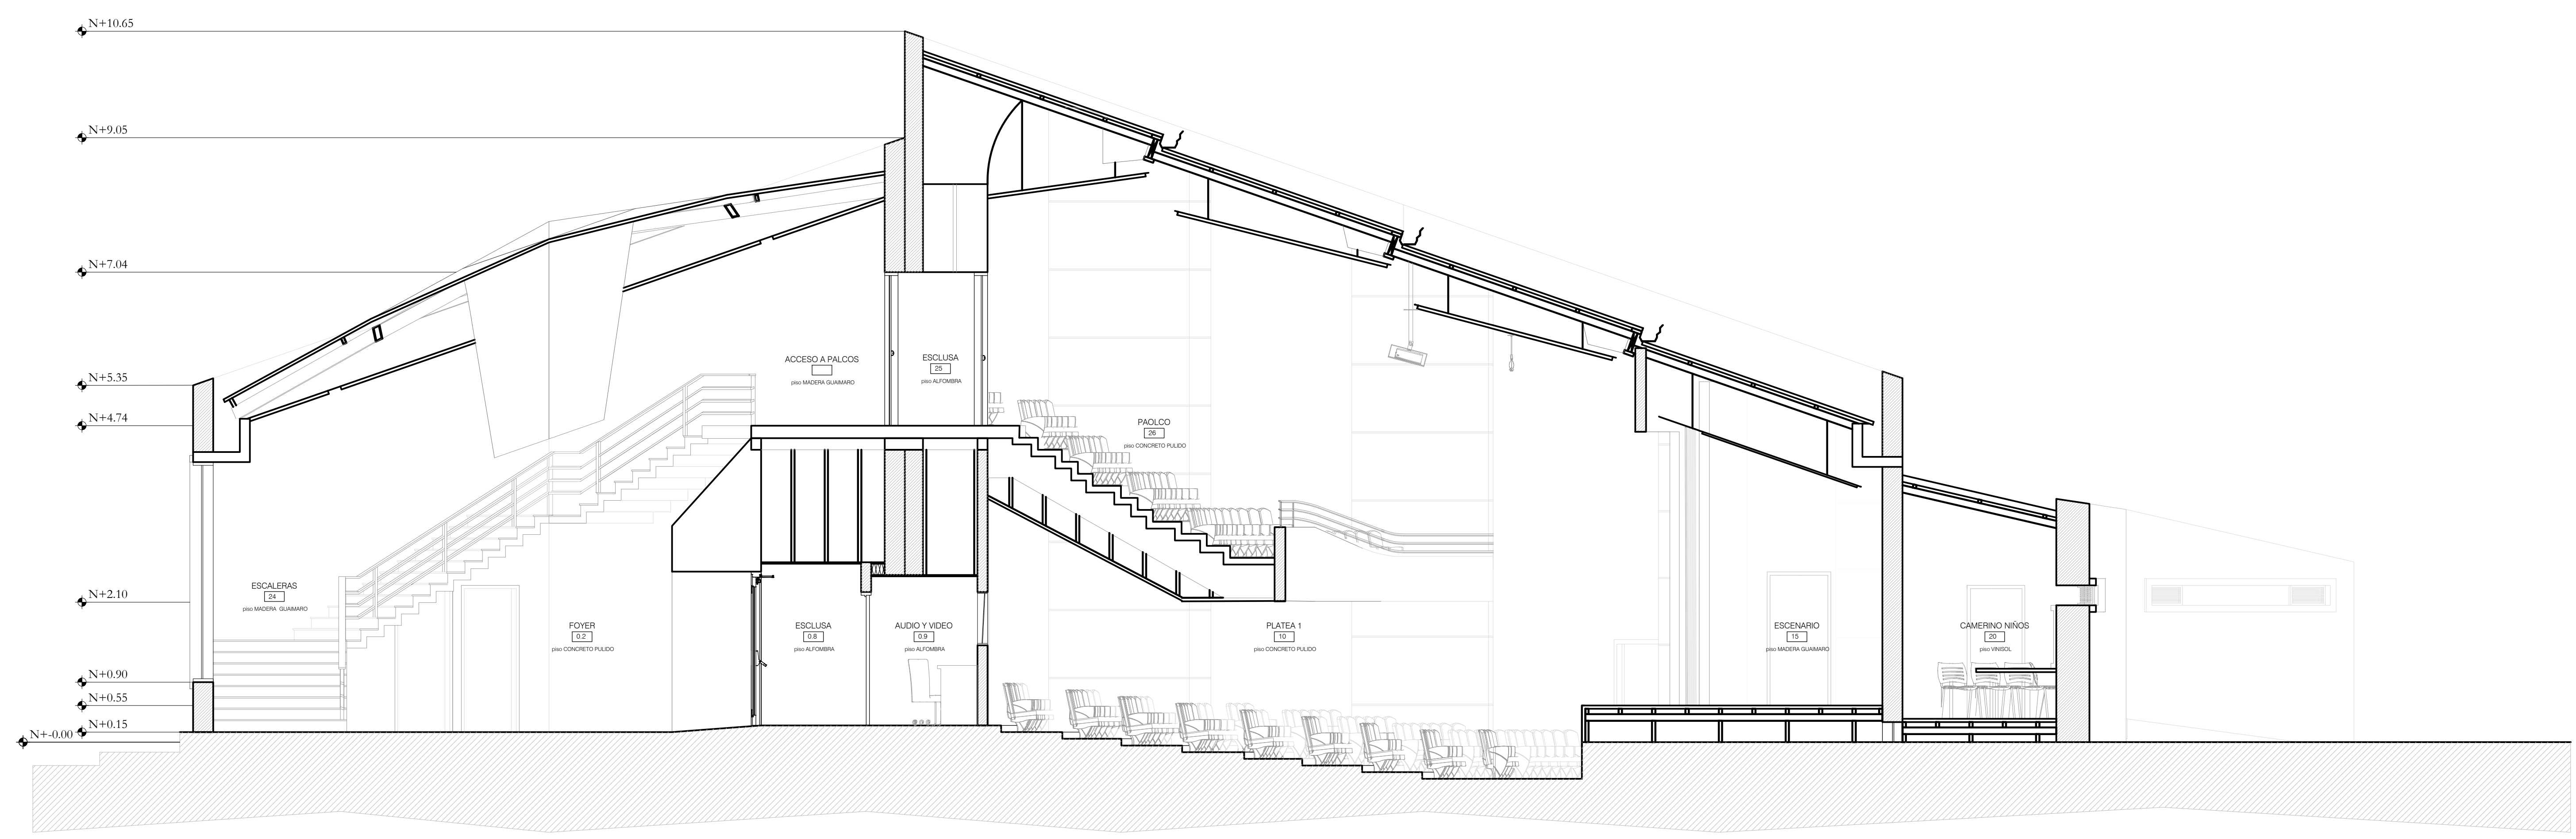 N+10.65
N+9.05
N+7.04
N+5.35
N+4.74
N+2.10
N+0.90
N+0.55
N+0.15
N+-0.00
ACCESO A PALCOS
piso MADERA GUAIMARO
ESCLUSA
25
piso ALFOMBRA
PAOLCO
26
piso CONCRETO PULIDO
ESCALERAS
24
piso MADERA GUAIMARO
FOYER
0.2
piso CONCRETO PULIDO
ESCLUSA
0.8
piso ALFOMBRA
AUDIO Y VIDEO
0.9
piso ALFOMBRA
PLATEA 1
10
piso CONCRETO PULIDO
ESCENARIO
15
piso MADERA GUAIMARO
CAMERINO NIÑOS
20
piso VINISOL